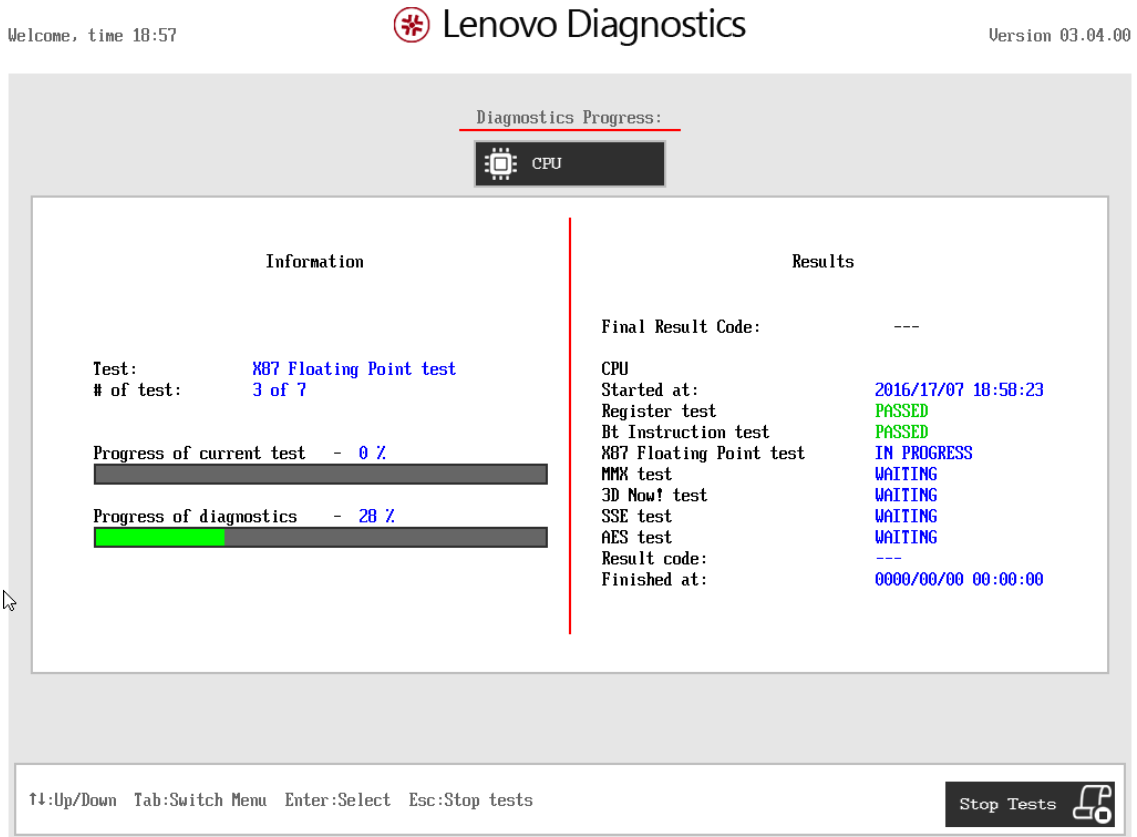 Welcome, time 18:57
Lenovo Diagnostics
Version 03.04.00
Diagnostics Progress:
CPU
Information
Test: X87 Floating Point test
# of test: 3 of 7
Progress of current test - 0 %
Progress of diagnostics - 28 %
Results
Final Result Code: ---
CPU
Started at: 2016/17/07 18:58:23
Register test PASSED
Bt Instruction test PASSED
X87 Floating Point test IN PROGRESS
MMX test WAITING
3D Now! test WAITING
SSE test WAITING
AES test WAITING
Result code: ---
Finished at: 0000/00/00 00:00:00
↑↓:Up/Down Tab:Switch Menu Enter:Select Esc:Stop tests
Stop Tests